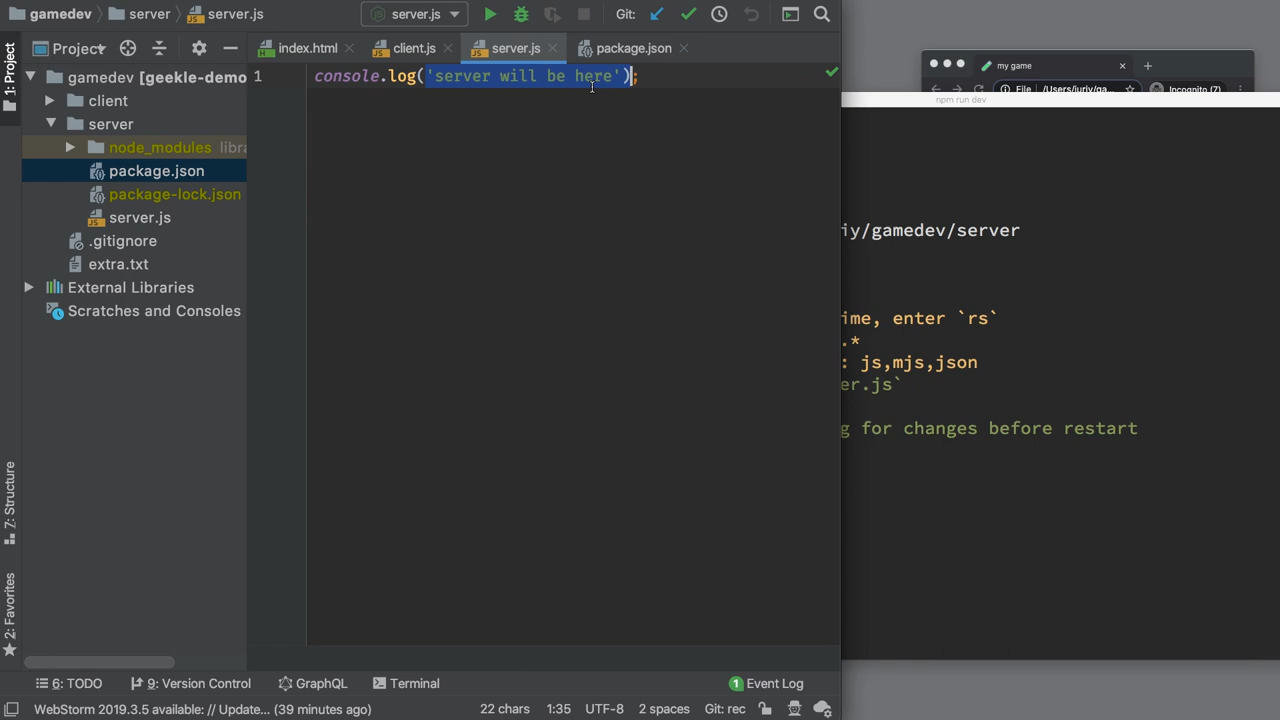 gamedev server server.js
server.js
Git:
1: Project
Project
index.html client.js server.js package.json
my game
File /Users/juriy/ga... Incognito (7)
npm run dev
gamedev [geekle-demo
client
server
node_modules libra
package.json
package-lock.json
server.js
.gitignore
extra.txt
External Libraries
Scratches and Consoles
1 console.log('server will be here');
iy/gamedev/server
ime, enter `rs`
.*
: js,mjs,json
er.js`
g for changes before restart
7: Structure
2: Favorites
6: TODO 9: Version Control GraphQL Terminal 1 Event Log
WebStorm 2019.3.5 available: // Update... (39 minutes ago) 22 chars 1:35 UTF-8 2 spaces Git: rec